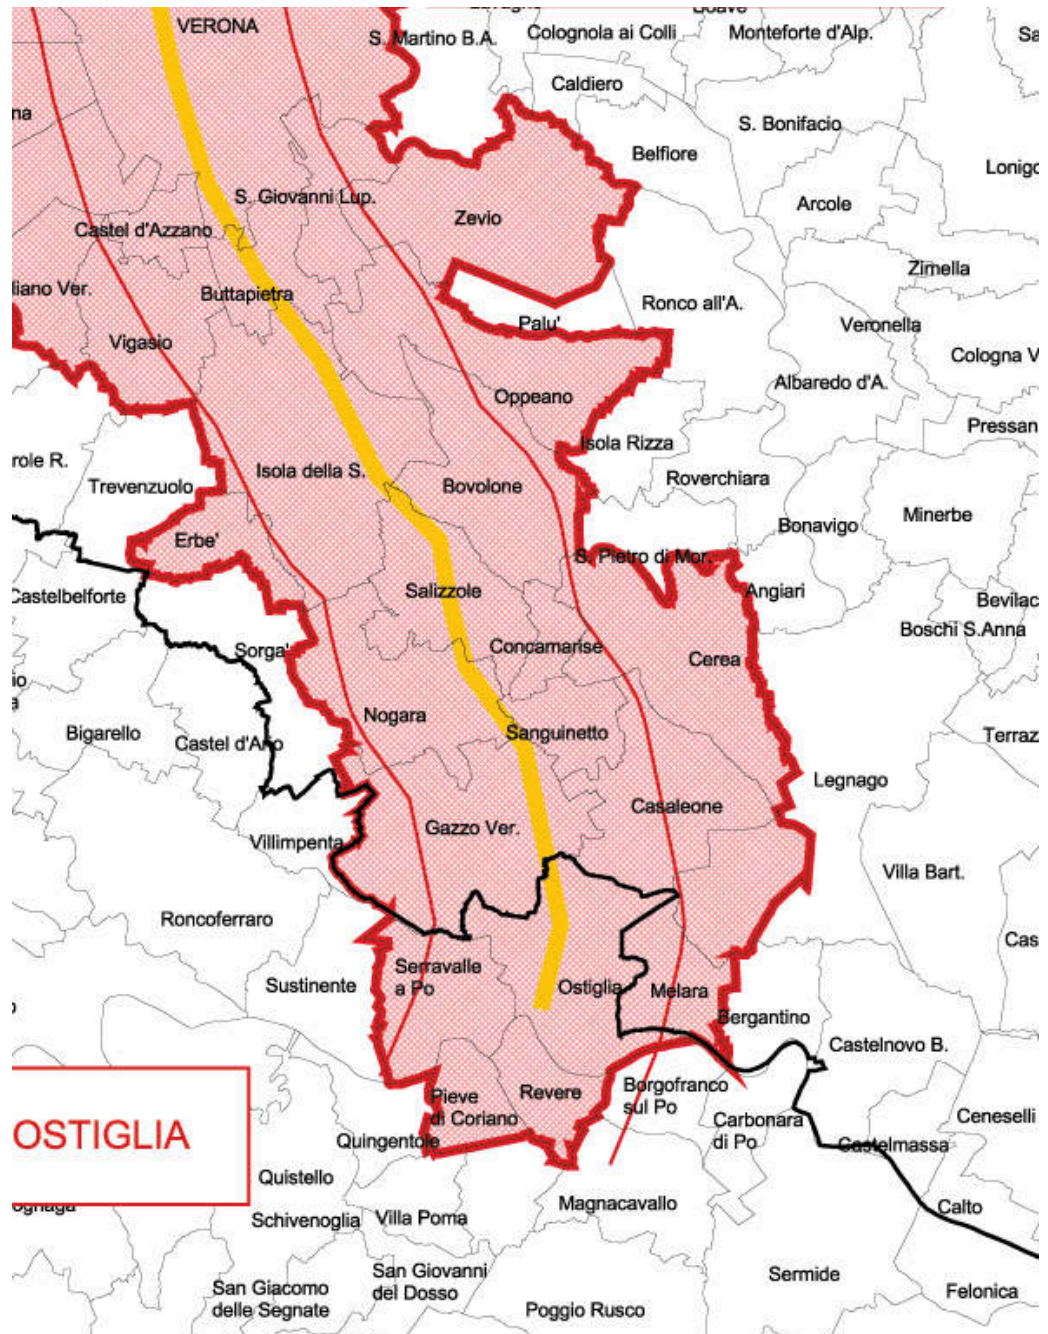 VERONA
S. Martino B.A.
Colognola ai Colli
Monteforte d'Alp.
Caldiero
S. Bonifacio
Belfiore
S. Giovanni Lup.
Zevio
Arcole
Castel d'Azzano
Zimella
Buttapietra
Ronco all'A.
Palu'
Veronella
Vigasio
Cologna V
Albaredo d'A.
Oppeano
Pressan
Isola Rizza
Isola della S.
Roverchiara
Trevenzuolo
Bovolone
Minerbe
Bonavigo
Erbe'
S. Pietro di Mor.
Castelbelforte
Salizzole
Angiari
Bevilac
Boschi S.Anna
Sorga'
Concamarise
Cerea
Nogara
Bigarello
Castel d'Ario
Sanguinetto
Terraz
Legnago
Casaleone
Gazzo Ver.
Villimpenta
Villa Bart.
Roncoferraro
Cas
Serravalle
a Po
Sustinente
Ostiglia
Melara
Bergantino
Castelnovo B.
Borgofranco
sul Po
Revere
Pieve
di Coriano
Carbonara
di Po
Ceneselli
OSTIGLIA
Quingentole
Castelmassa
Quistello
Magnacavallo
Calto
Schivenoglia
Villa Poma
San Giovanni
del Dosso
Sermide
San Giacomo
delle Segnate
Felonica
Poggio Rusco